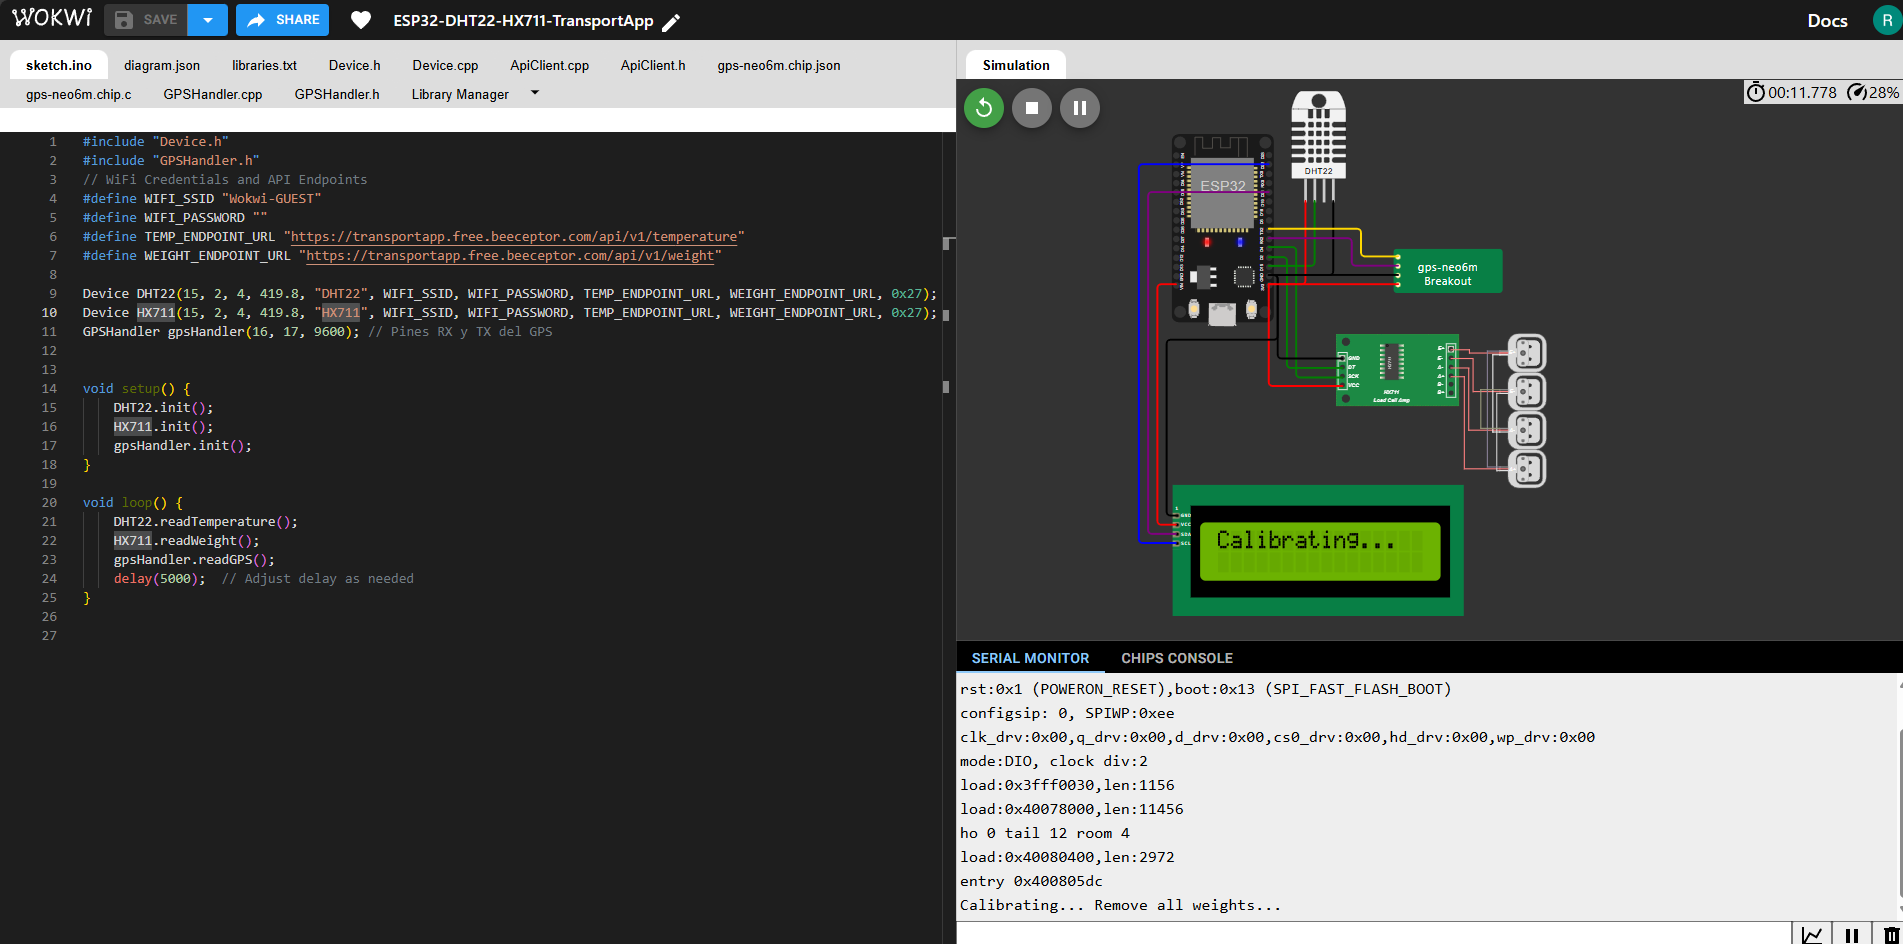 WOKWI
SAVE
SHARE
ESP32-DHT22-HX711-TransportApp
Docs
R
sketch.ino
diagram.json
libraries.txt
Device.h
Device.cpp
ApiClient.cpp
ApiClient.h
gps-neo6m.chip.json
gps-neo6m.chip.c
GPSHandler.cpp
GPSHandler.h
Library Manager
1 #include "Device.h"
2 #include "GPSHandler.h"
3 // WiFi Credentials and API Endpoints
4 #define WIFI_SSID "Wokwi-GUEST"
5 #define WIFI_PASSWORD ""
6 #define TEMP_ENDPOINT_URL "https://transportapp.free.beeceptor.com/api/v1/temperature"
7 #define WEIGHT_ENDPOINT_URL "https://transportapp.free.beeceptor.com/api/v1/weight"
8
9 Device DHT22(15, 2, 4, 419.8, "DHT22", WIFI_SSID, WIFI_PASSWORD, TEMP_ENDPOINT_URL, WEIGHT_ENDPOINT_URL, 0x27);
10 Device HX711(15, 2, 4, 419.8, "HX711", WIFI_SSID, WIFI_PASSWORD, TEMP_ENDPOINT_URL, WEIGHT_ENDPOINT_URL, 0x27);
11 GPSHandler gpsHandler(16, 17, 9600); // Pines RX y TX del GPS
12
13
14 void setup() {
15 DHT22.init();
16 HX711.init();
17 gpsHandler.init();
18 }
19
20 void loop() {
21 DHT22.readTemperature();
22 HX711.readWeight();
23 gpsHandler.readGPS();
24 delay(5000); // Adjust delay as needed
25 }
26
27
Simulation
00:11.778 28%
DHT22
ESP32
gps-neo6m
Breakout
GND
DT
SCK
VCC
E+
E-
A-
A+
B-
B+
HX711
HX711
Load Cell Amp
1
GND
VCC
SDA
SCL
Calibrating...
SERIAL MONITOR
CHIPS CONSOLE
rst:0x1 (POWERON_RESET),boot:0x13 (SPI_FAST_FLASH_BOOT)
configsip: 0, SPIWP:0xee
clk_drv:0x00,q_drv:0x00,d_drv:0x00,cs0_drv:0x00,hd_drv:0x00,wp_drv:0x00
mode:DIO, clock div:2
load:0x3fff0030,len:1156
load:0x40078000,len:11456
ho 0 tail 12 room 4
load:0x40080400,len:2972
entry 0x400805dc
Calibrating... Remove all weights...